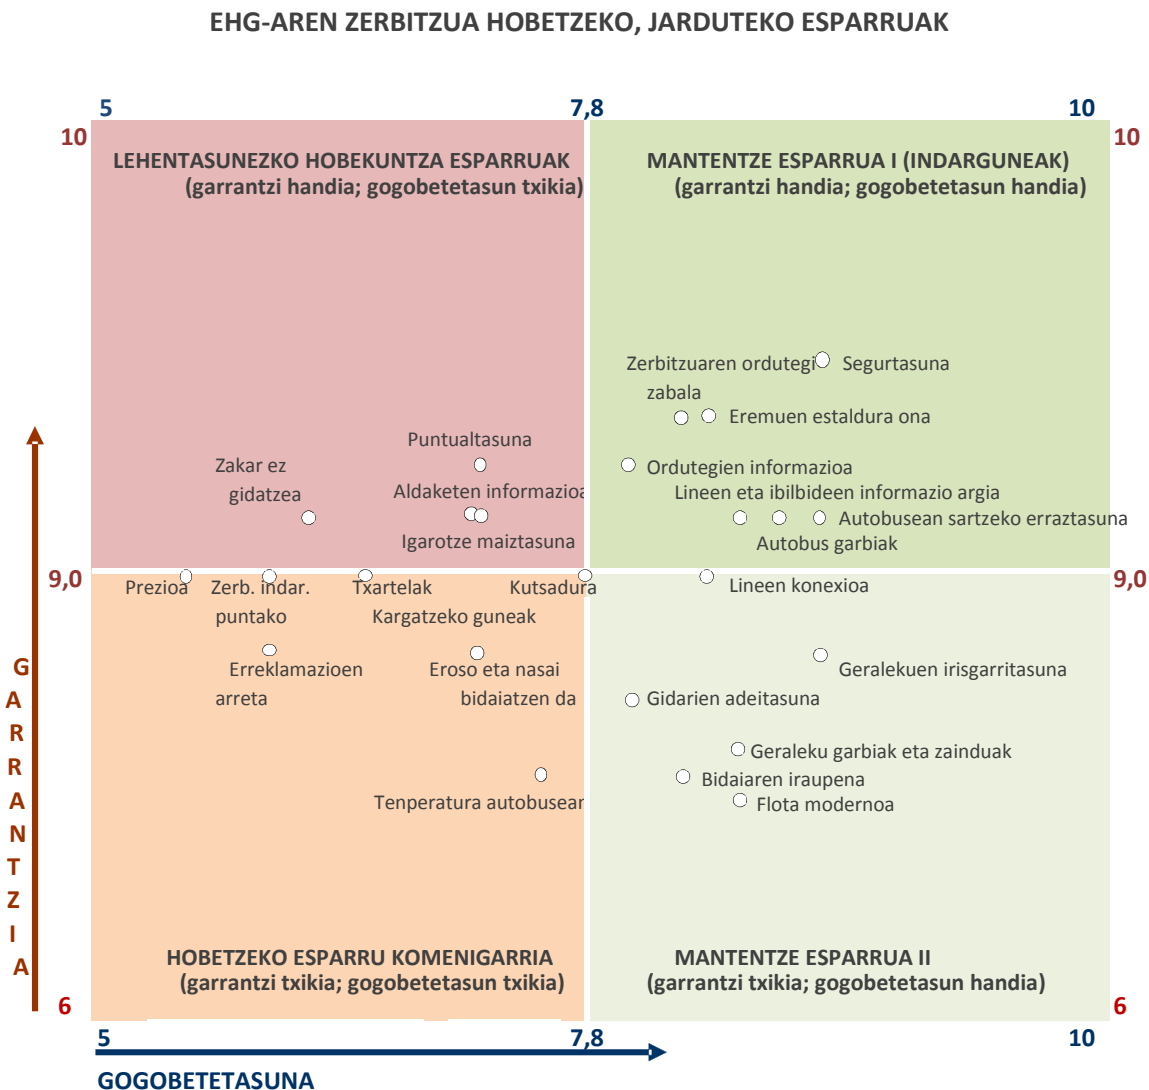 EHG-AREN ZERBITZUA HOBETZEKO, JARDUTEKO ESPARRUAK
5
7,8
10
10
10
LEHENTASUNEZKO HOBEKUNTZA ESPARRUAK
(garrantzi handia; gogobetetasun txikia)
MANTENTZE ESPARRUA I (INDARGUNEAK)
(garrantzi handia; gogobetetasun handia)
Zerbitzuaren ordutegi
zabala
Segurtasuna
Eremuen estaldura ona
Puntualtasuna
Zakar ez
gidatzea
Aldaketen informazioa
Igarotze maiztasuna
Ordutegien informazioa
Lineen eta ibilbideen informazio argia
Autobusean sartzeko erraztasuna
Autobus garbiak
9,0
9,0
Prezioa
Zerb. indar.
puntako
Txartelak
Kargatzeko guneak
Kutsadura
Lineen konexioa
Erreklamazioen
arreta
Eroso eta nasai
bidaiatzen da
Geralekuen irisgarritasuna
Gidarien adeitasuna
Geraleku garbiak eta zainduak
Bidaiaren iraupena
Flota modernoa
Tenperatura autobusean
GARRANTZIA
HOBETZEKO ESPARRU KOMENIGARRIA
(garrantzi txikia; gogobetetasun txikia)
MANTENTZE ESPARRUA II
(garrantzi txikia; gogobetetasun handia)
6
6
5
7,8
10
GOGOBETETASUNA